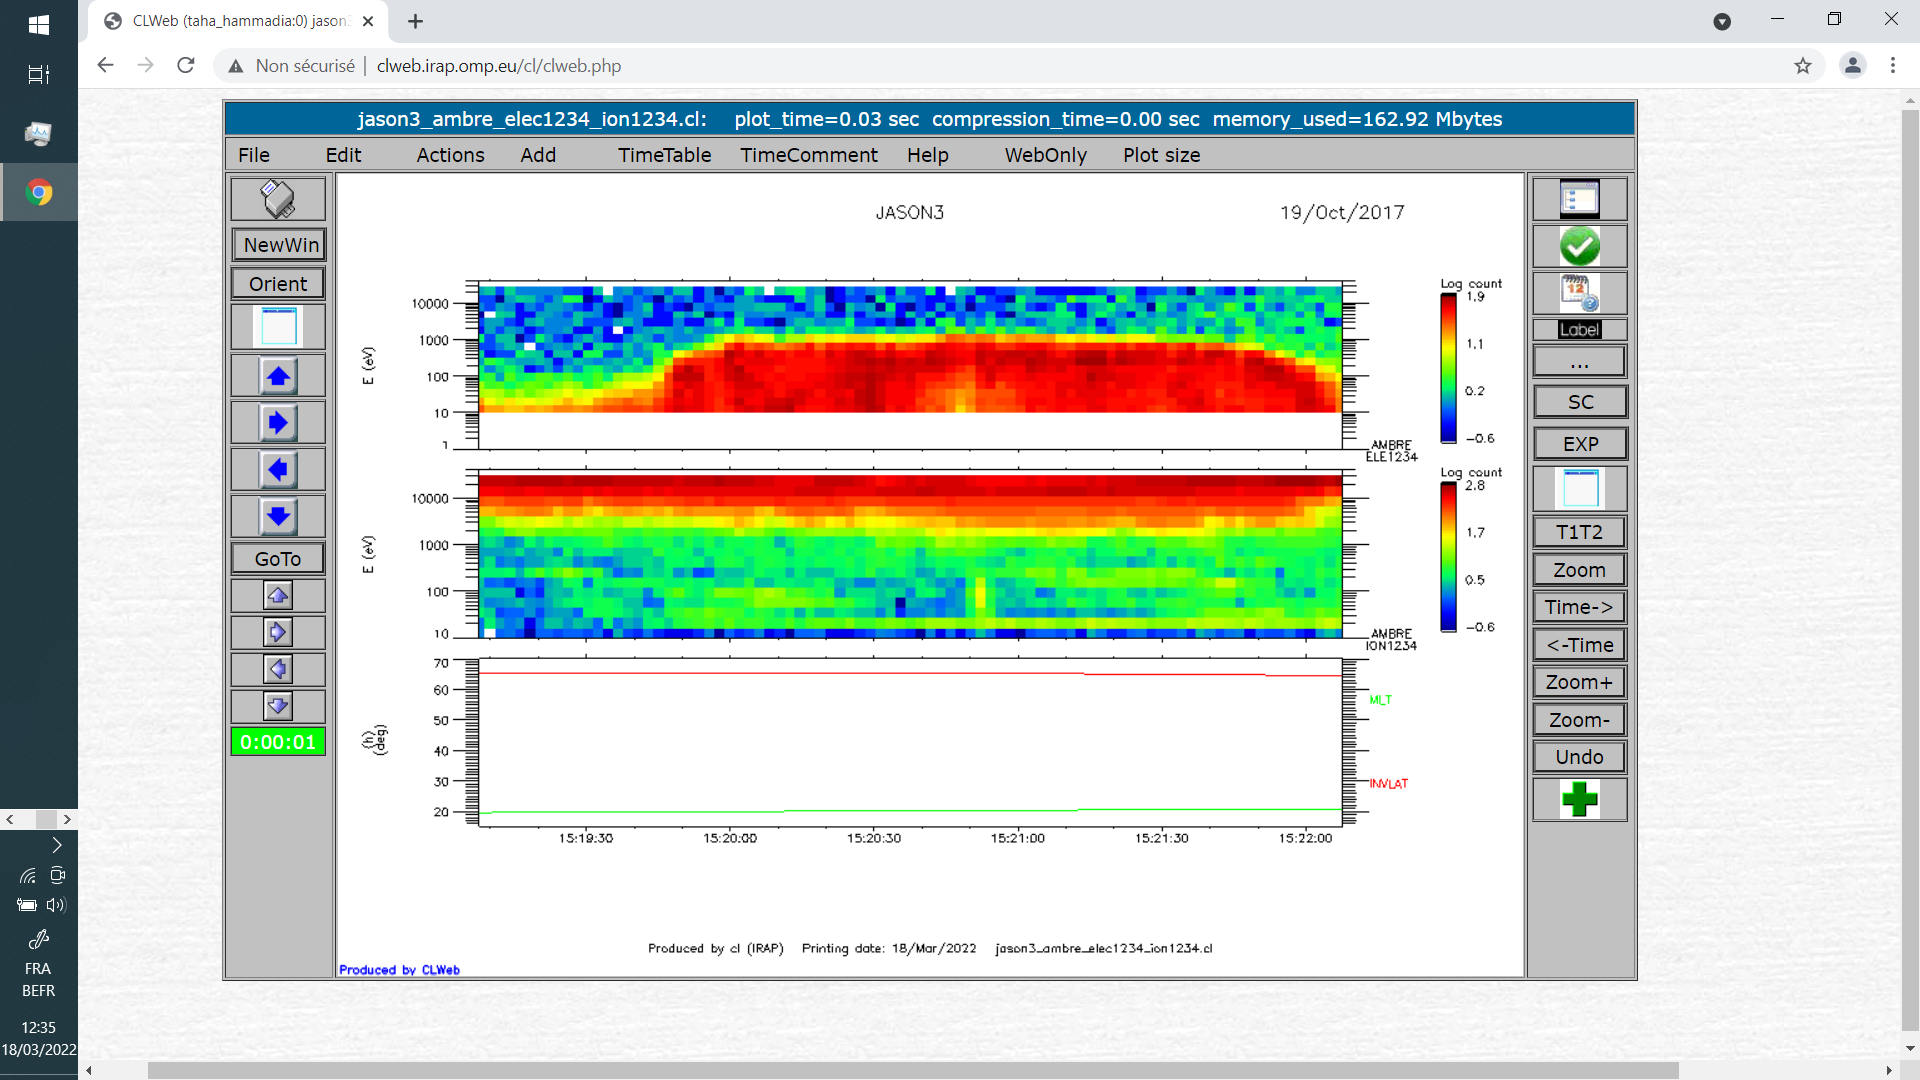 CLWeb (taha_hammadia:0) jason3
Non sécurisé | clweb.irap.omp.eu/cl/clweb.php
jason3_ambre_elec1234_ion1234.cl: plot_time=0.03 sec compression_time=0.00 sec memory_used=162.92 Mbytes
File Edit Actions Add TimeTable TimeComment Help WebOnly Plot size
NewWin
Orient
GoTo
0:00:01
JASON3 19/Oct/2017
Log count
1.9
1.1
0.2
-0.6
10000
1000
100
10
1
E (eV)
AMBRE
ELE1234
Log count
2.8
1.7
0.5
-0.6
10000
1000
100
10
E (eV)
AMBRE
ION1234
70
60
50
40
30
20
(h)
(deg)
MLT
INVLAT
15:19:30 15:20:00 15:20:30 15:21:00 15:21:30 15:22:00
Produced by cl (IRAP) Printing date: 18/Mar/2022 jason3_ambre_elec1234_ion1234.cl
Produced by CLWeb
12
Label
...
SC
EXP
T1T2
Zoom
Time->
<-Time
Zoom+
Zoom-
Undo
FRA
BEFR
12:35
18/03/2022